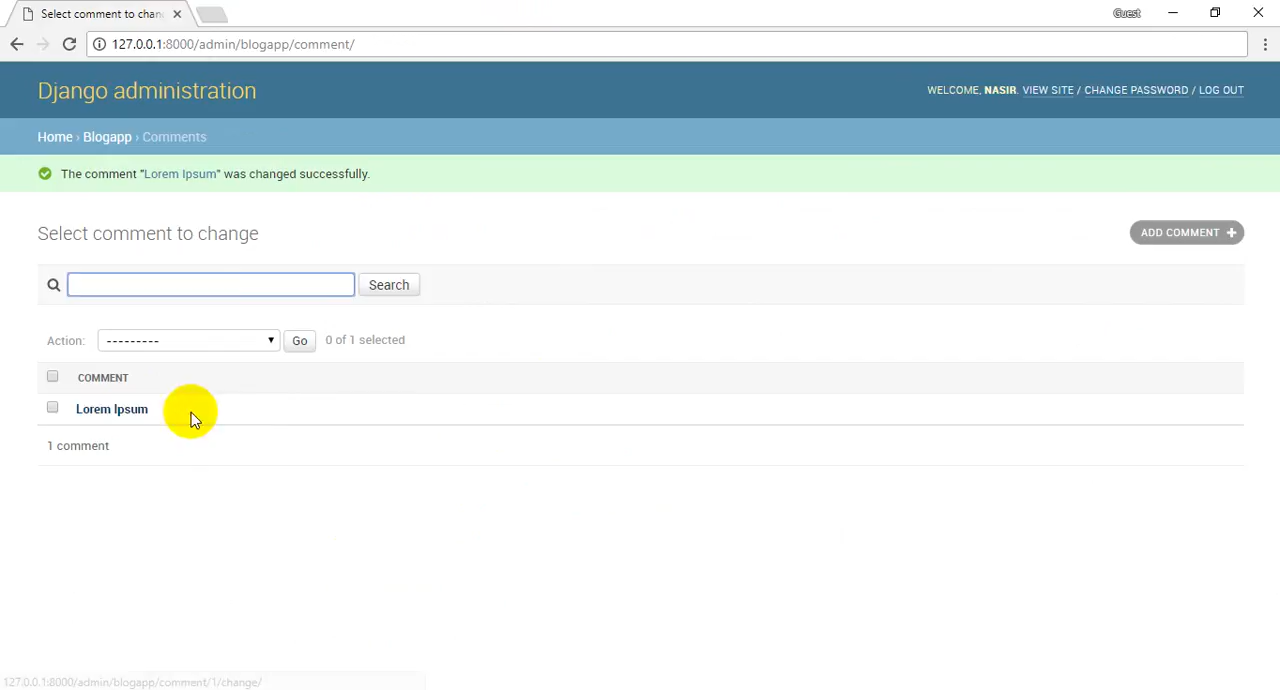 Select comment to chan
Guest
127.0.0.1:8000/admin/blogapp/comment/
Django administration
WELCOME, NASIR. VIEW SITE / CHANGE PASSWORD / LOG OUT
Home › Blogapp › Comments
The comment "Lorem Ipsum" was changed successfully.
Select comment to change
ADD COMMENT +
Search
Action: --------- Go 0 of 1 selected
COMMENT
Lorem Ipsum
1 comment
127.0.0.1:8000/admin/blogapp/comment/1/change/